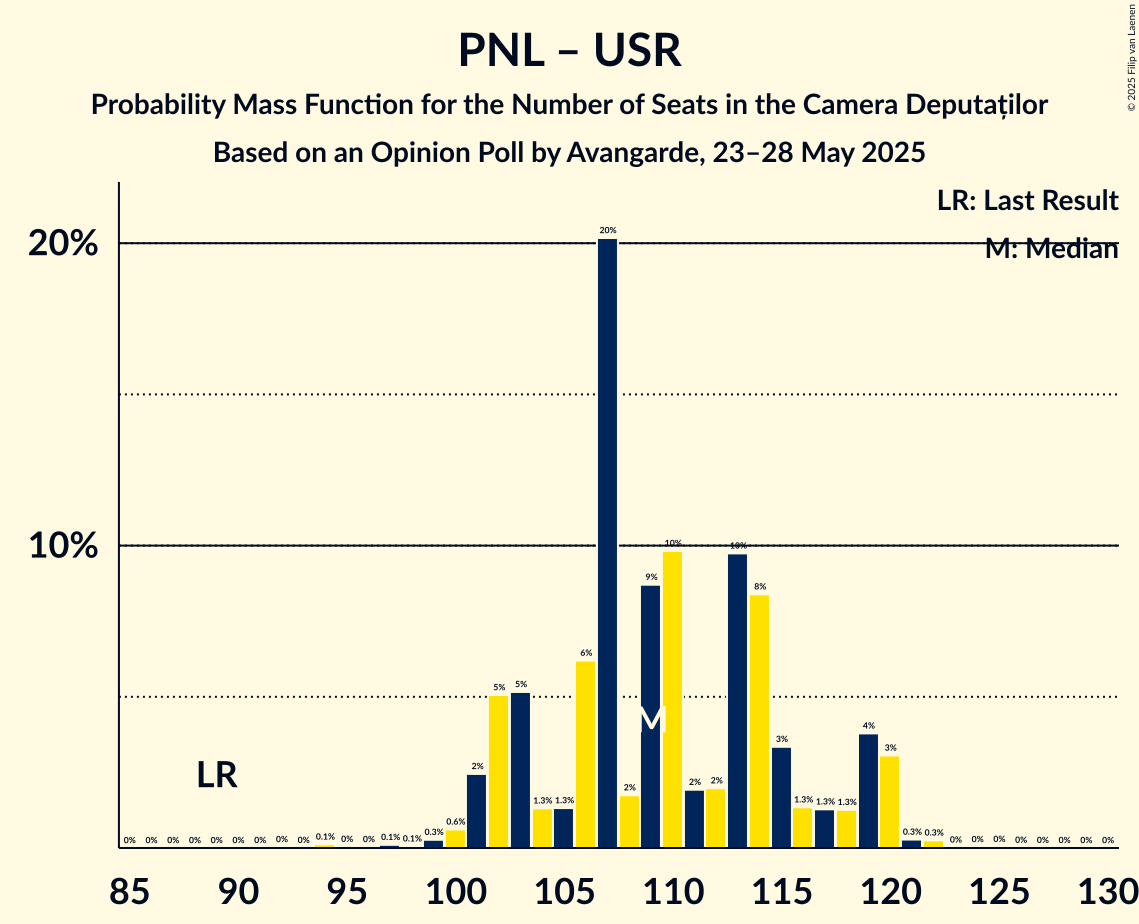 PNL – USR
Probability Mass Function for the Number of Seats in the Camera Deputaților
Based on an Opinion Poll by Avangarde, 23–28 May 2025
© 2025 Filip van Laenen
LR: Last Result
M: Median
20%
10%
0% 0% 0% 0% 0% 0% 0% 0% 0% 0.1% 0% 0% 0.1% 0.1% 0.3% 0.6% 2% 5% 5% 1.3% 1.3% 6% 20% 2% 9% 10% 2% 2% 10% 8% 3% 1.3% 1.3% 1.3% 4% 3% 0.3% 0.3% 0% 0% 0% 0% 0% 0% 0% 0%
LR
M
85 90 95 100 105 110 115 120 125 130